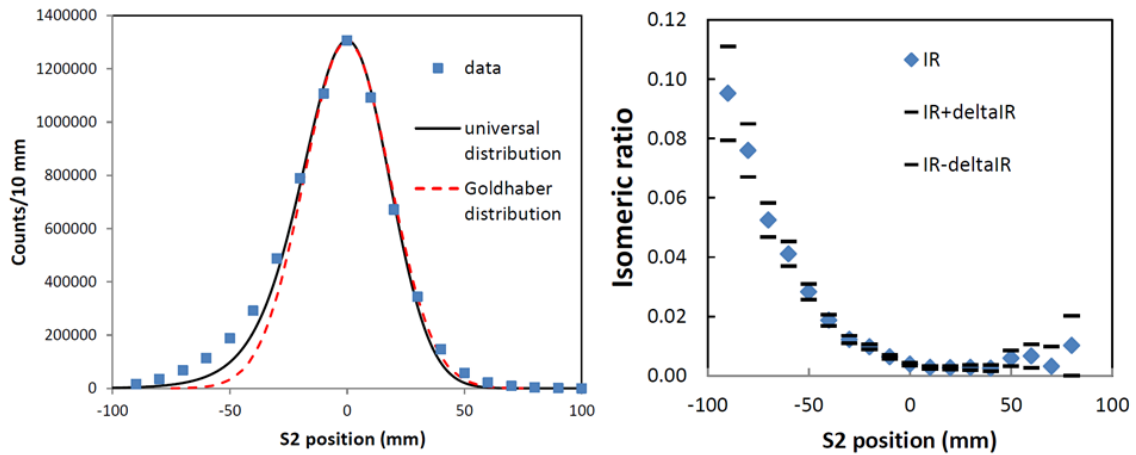 1400000
1200000
1000000
800000
600000
400000
200000
0
-100
-50
0
50
100
Counts/10 mm
S2 position (mm)
data
universal
distribution
Goldhaber
distribution
0.12
0.10
0.08
0.06
0.04
0.02
0.00
-100
-50
0
50
100
Isomeric ratio
S2 position (mm)
IR
IR+deltaIR
IR-deltaIR